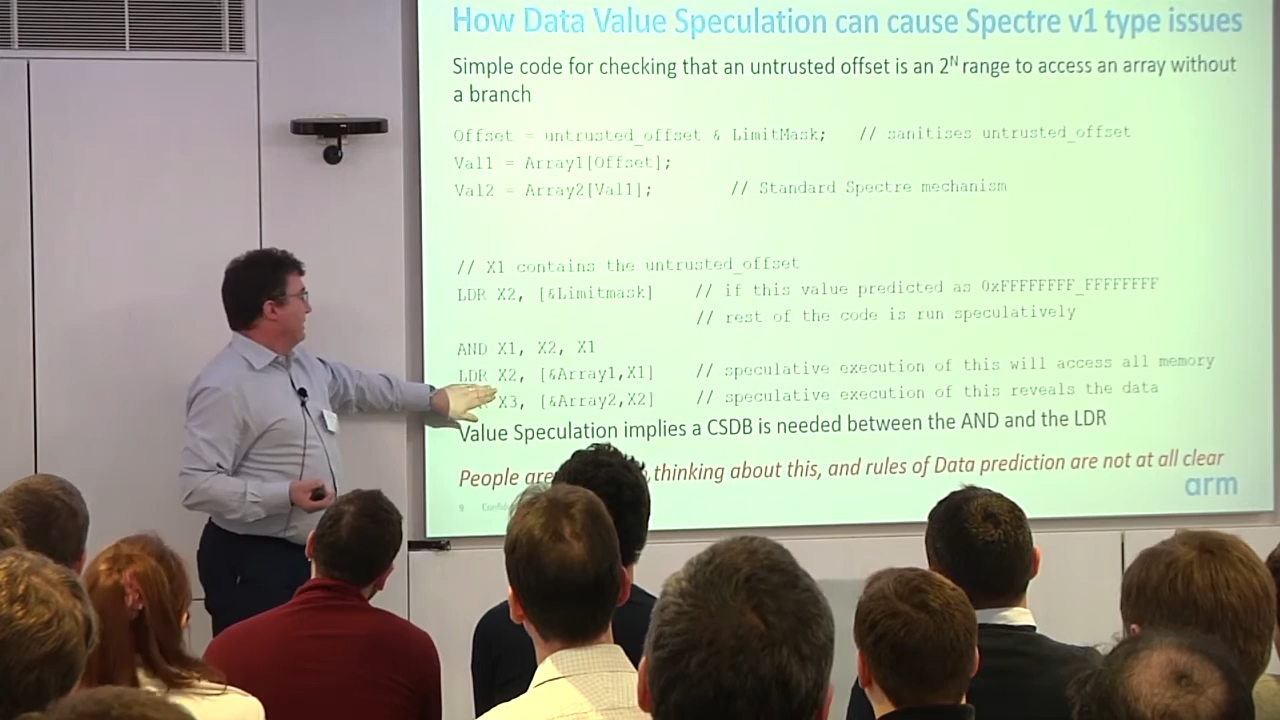 How Data Value Speculation can cause Spectre v1 type issues
Simple code for checking that an untrusted offset is an 2ᴺ range to access an array without
a branch
Offset = untrusted_offset & LimitMask; // sanitises untrusted_offset
Val1 = Array1[Offset];
Val2 = Array2[Val1]; // Standard Spectre mechanism
// X1 contains the untrusted_offset
LDR X2, [&Limitmask] // if this value predicted as 0xFFFFFFFF_FFFFFFFF
// rest of the code is run speculatively
AND X1, X2, X1
LDR X2, [&Array1,X1] // speculative execution of this will access all memory
X3, [&Array2,X2] // speculative execution of this reveals the data
Value Speculation implies a CSDB is needed between the AND and the LDR
People are thinking about this, and rules of Data prediction are not at all clear
arm
9